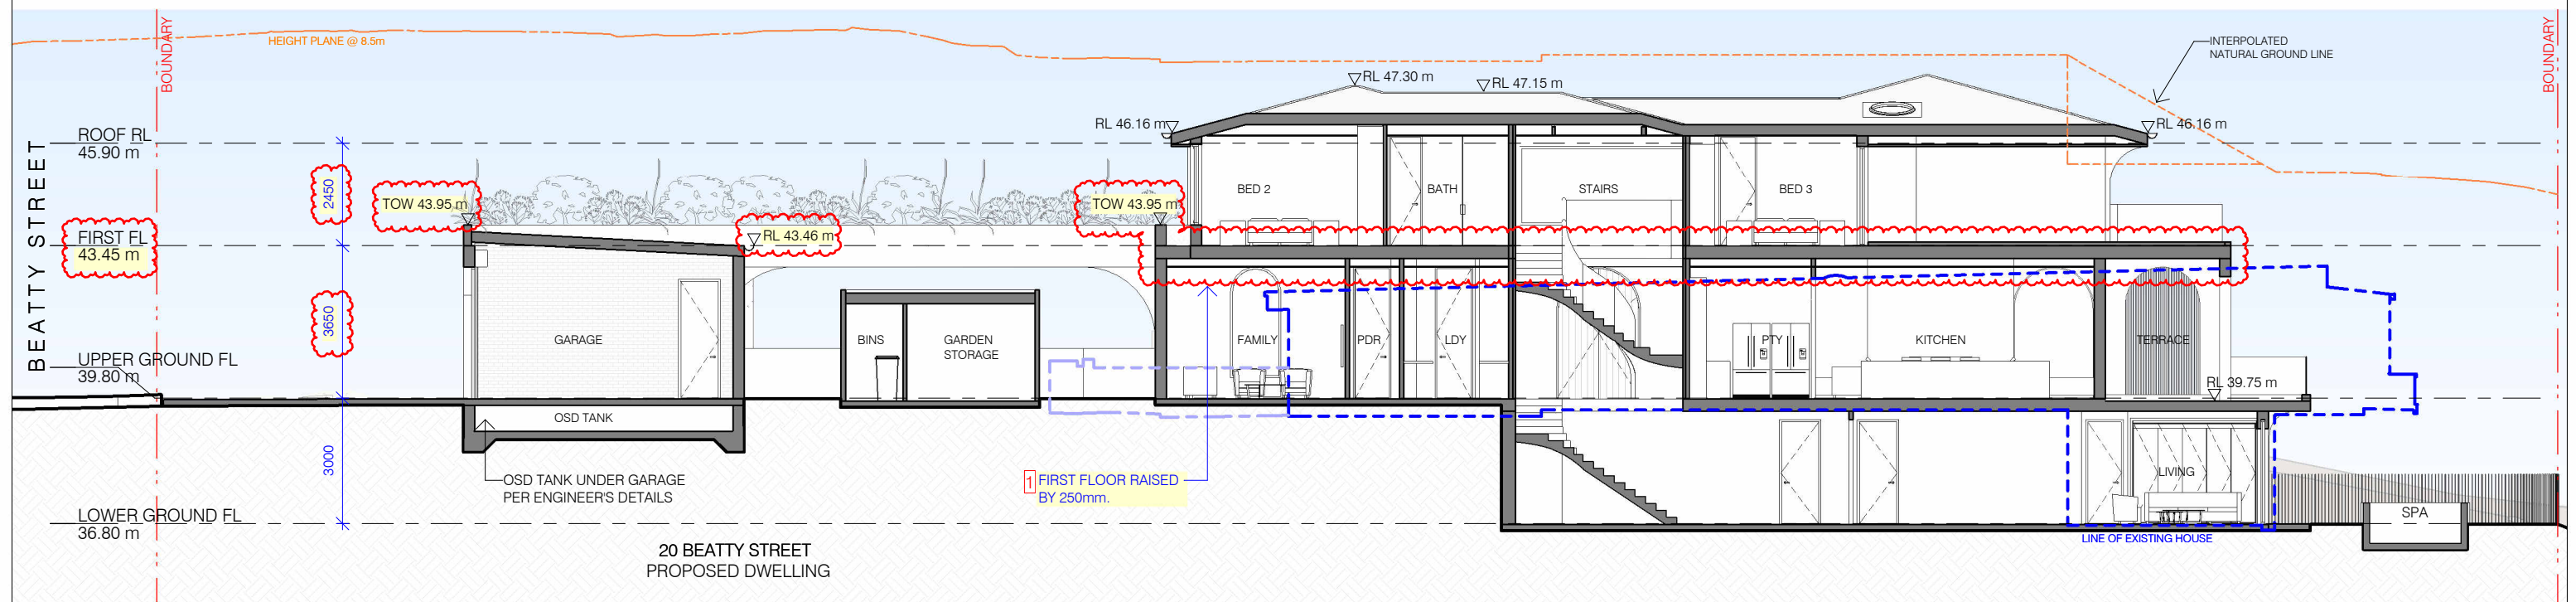 HEIGHT PLANE @ 8.5m
BOUNDARY
INTERPOLATED
NATURAL GROUND LINE
BOUNDARY
RL 47.30 m
RL 47.15 m
RL 46.16 m
RL 46.16 m
ROOF RL
45.90 m
BEATTY STREET
2450
TOW 43.95 m
TOW 43.95 m
BED 2
BATH
STAIRS
BED 3
FIRST FL
43.45 m
RL 43.46 m
3650
GARAGE
BINS
GARDEN
STORAGE
FAMILY
PDR
LDY
PTY
KITCHEN
TERRACE
UPPER GROUND FL
39.80 m
RL 39.75 m
OSD TANK
3000
OSD TANK UNDER GARAGE
PER ENGINEER'S DETAILS
1 FIRST FLOOR RAISED
BY 250mm.
LIVING
SPA
LOWER GROUND FL
36.80 m
LINE OF EXISTING HOUSE
20 BEATTY STREET
PROPOSED DWELLING